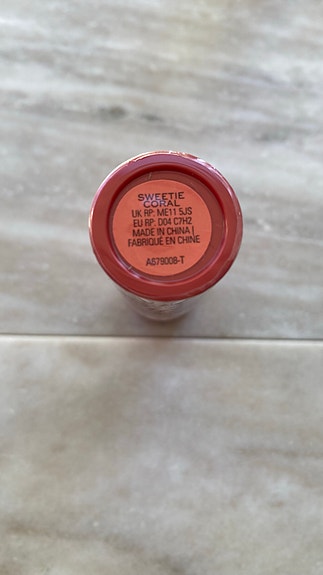 SWEETIE
CORAL
UK RP: ME11 5JS
EU RP: D04 C7H2
MADE IN CHINA |
FABRIQUÉ EN CHINE
A679008-T